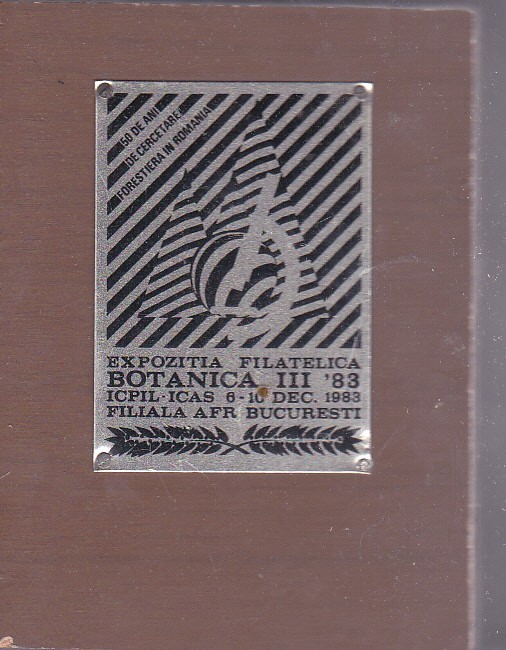 50 DE ANI
DE CERCETARE
FORESTIERA IN ROMANIA
EXPOZITIA FILATELICA
BOTANICA III '83
ICPIL·ICAS 6-10 DEC. 1983
FILIALA AFR BUCURESTI